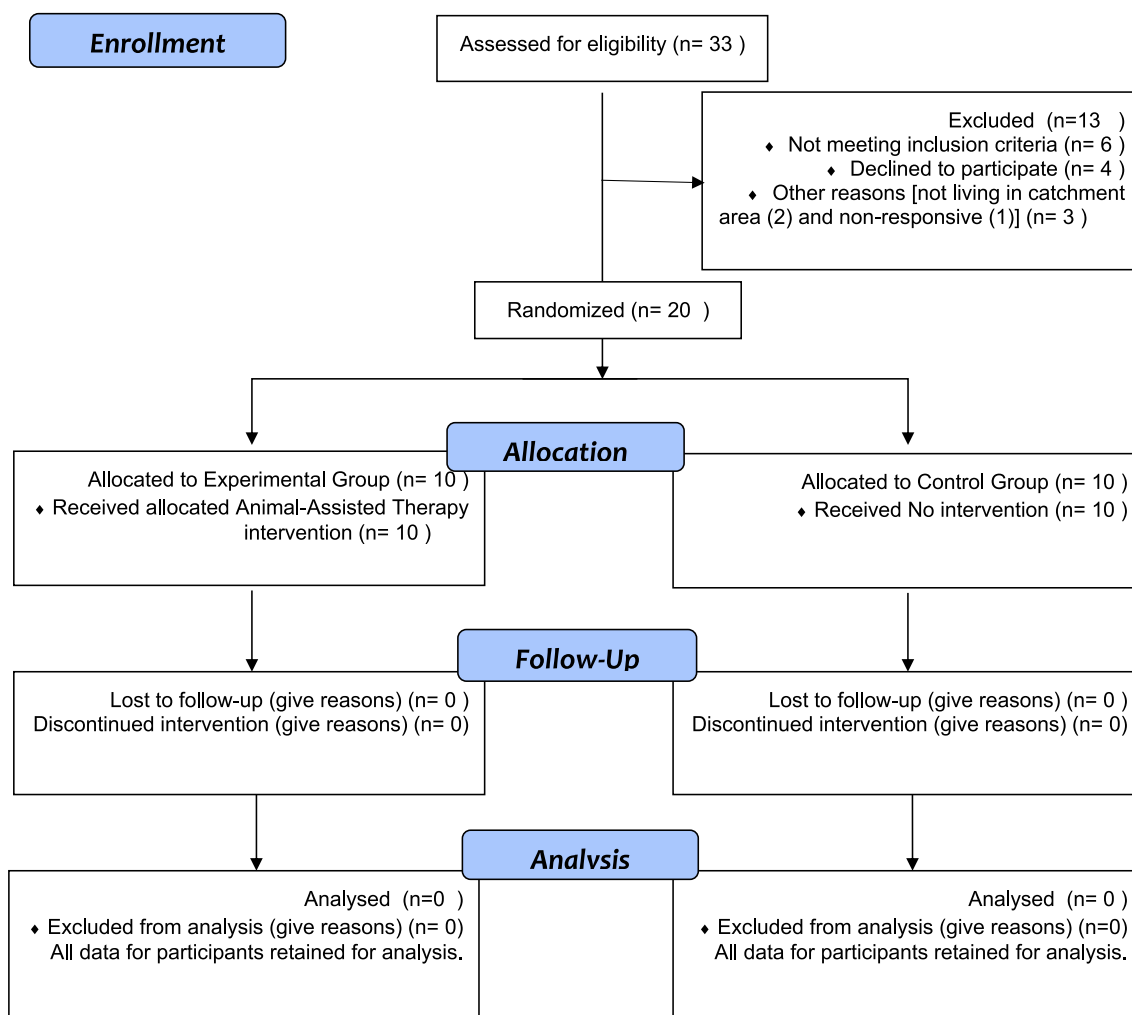 Enrollment
Assessed for eligibility (n= 33 )
Excluded (n=13 )
♦ Not meeting inclusion criteria (n= 6 )
♦ Declined to participate (n= 4 )
♦ Other reasons [not living in catchment
area (2) and non-responsive (1)] (n= 3 )
Randomized (n= 20 )
Allocation
Allocated to Experimental Group (n= 10 )
♦ Received allocated Animal-Assisted Therapy
intervention (n= 10 )
Allocated to Control Group (n= 10 )
♦ Received No intervention (n= 10 )
Follow-Up
Lost to follow-up (give reasons) (n= 0 )
Discontinued intervention (give reasons) (n= 0)
Lost to follow-up (give reasons) (n= 0 )
Discontinued intervention (give reasons) (n= 0)
Analysis
Analysed (n=0 )
♦ Excluded from analysis (give reasons) (n= 0)
All data for participants retained for analysis.
Analysed (n= 0 )
♦ Excluded from analysis (give reasons) (n=0)
All data for participants retained for analysis.